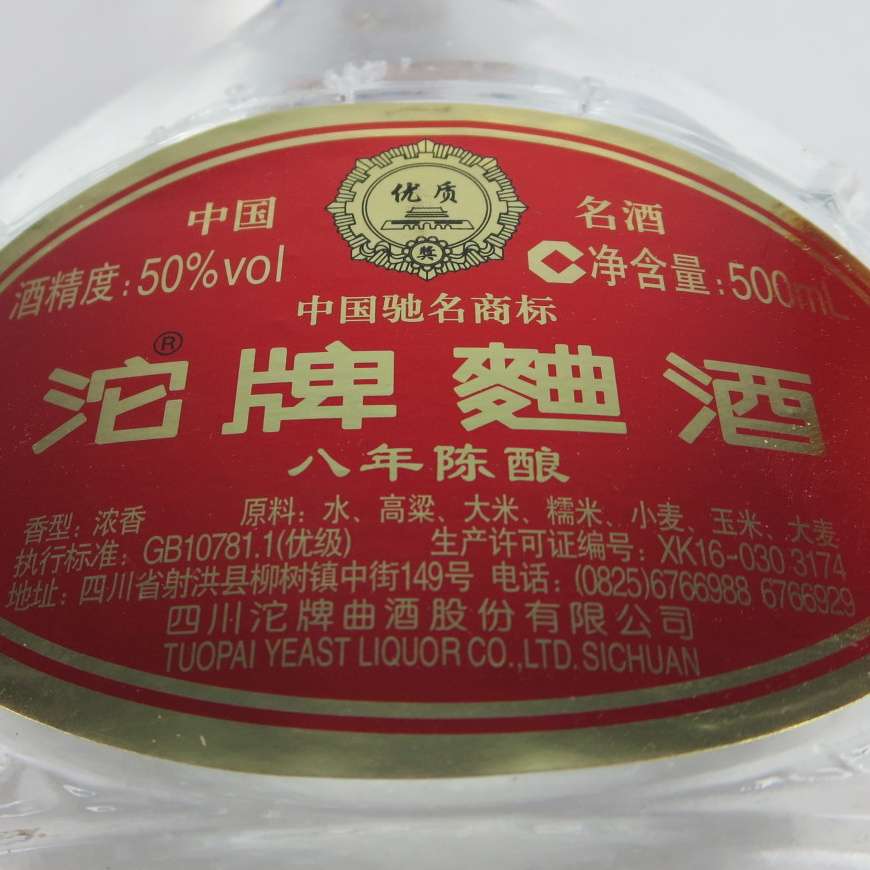 优质
奖
中国 名酒
酒精度:50%vol 净含量:500mL
中国驰名商标
沱牌麯酒
®
八年陈酿
香型:浓香 原料:水、高粱、大米、糯米、小麦、玉米、大麦
执行标准:GB10781.1(优级) 生产许可证编号:XK16-030 3174
地址:四川省射洪县柳树镇中街149号 电话:(0825)6766988 6766929
四川沱牌曲酒股份有限公司
TUOPAI YEAST LIQUOR CO.,LTD. SICHUAN